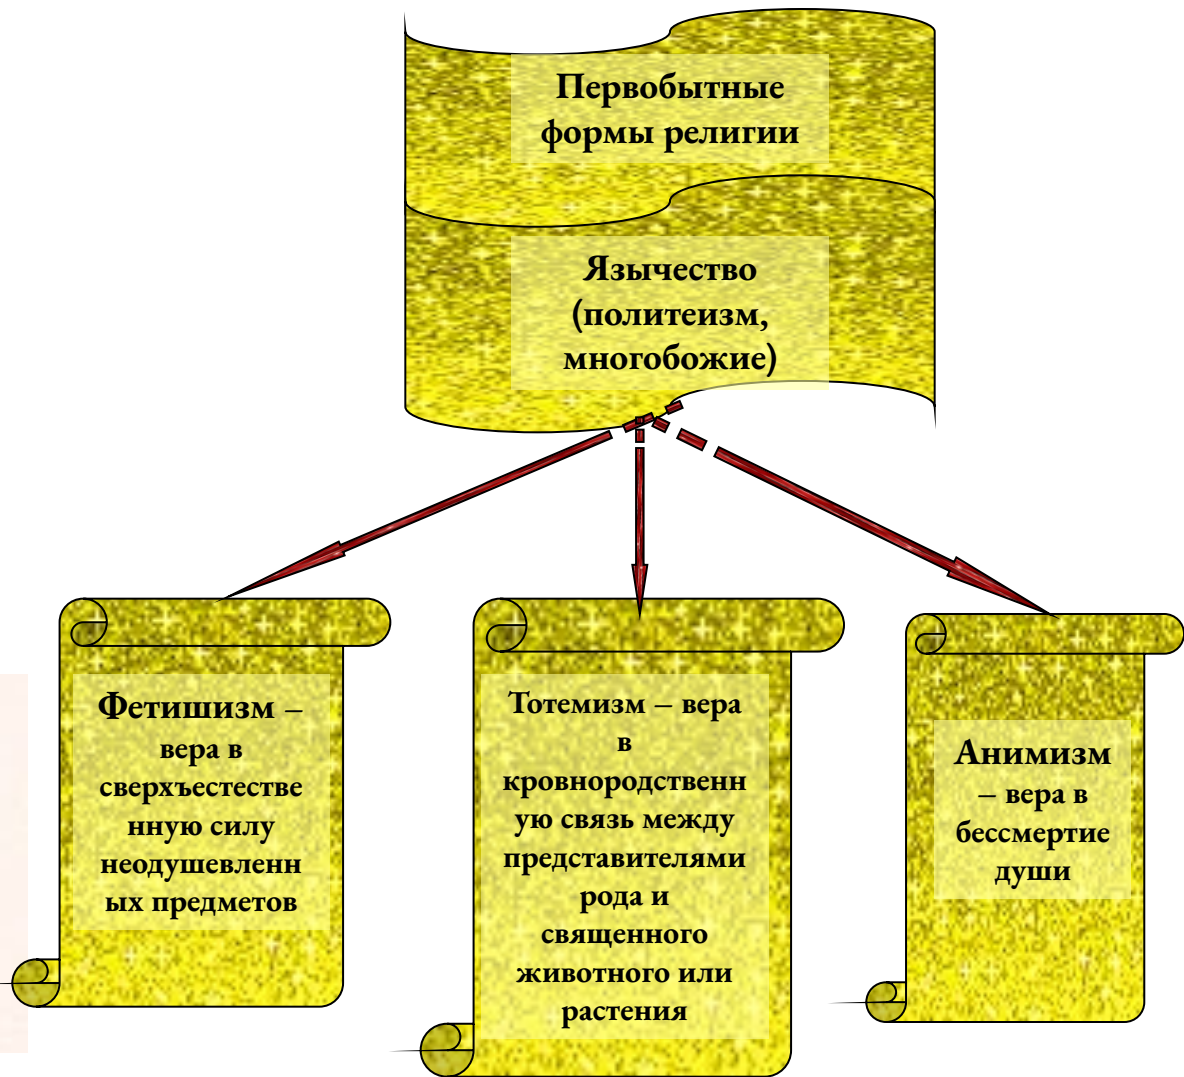 Первобытные
формы религии
Язычество
(политеизм,
многобожие)
Фетишизм –
вера в
сверхъестестве
нную силу
неодушевленн
ых предметов
Тотемизм – вера
в
кровнородственн
ую связь между
представителями
рода и
священного
животного или
растения
Анимизм
– вера в
бессмертие
души